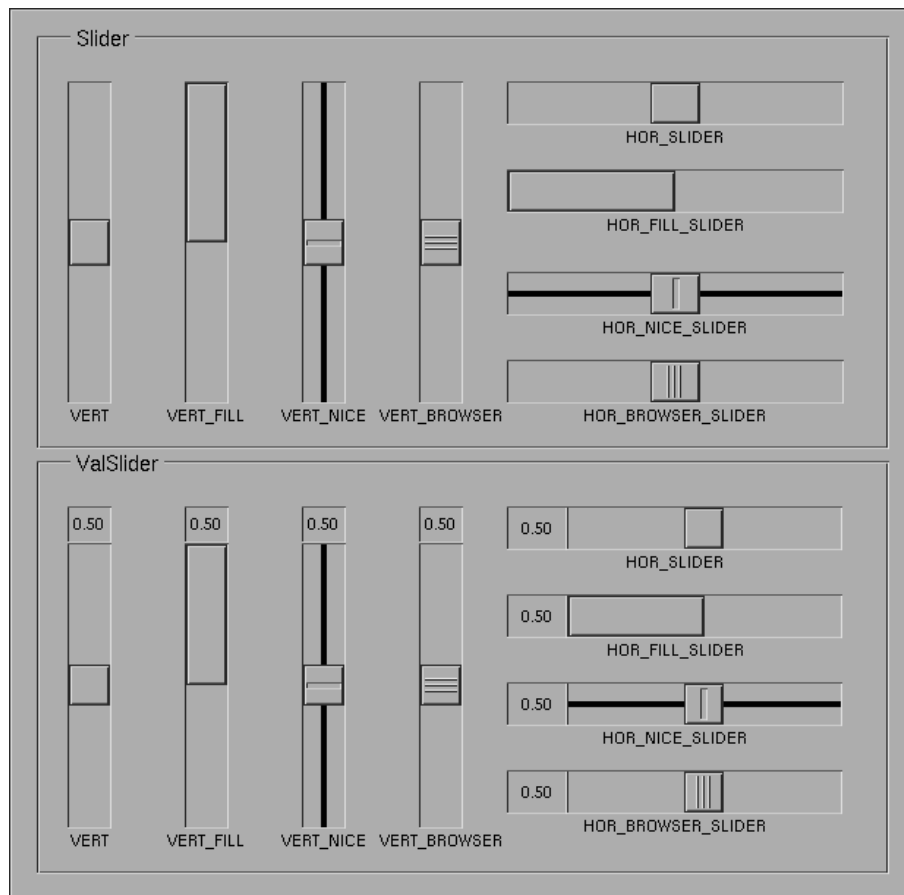 Slider
HOR_SLIDER
HOR_FILL_SLIDER
HOR_NICE_SLIDER
VERT VERT_FILL VERT_NICE VERT_BROWSER HOR_BROWSER_SLIDER
ValSlider
0.50 0.50 0.50 0.50 0.50
HOR_SLIDER
0.50
HOR_FILL_SLIDER
0.50
HOR_NICE_SLIDER
0.50
HOR_BROWSER_SLIDER
VERT VERT_FILL VERT_NICE VERT_BROWSER